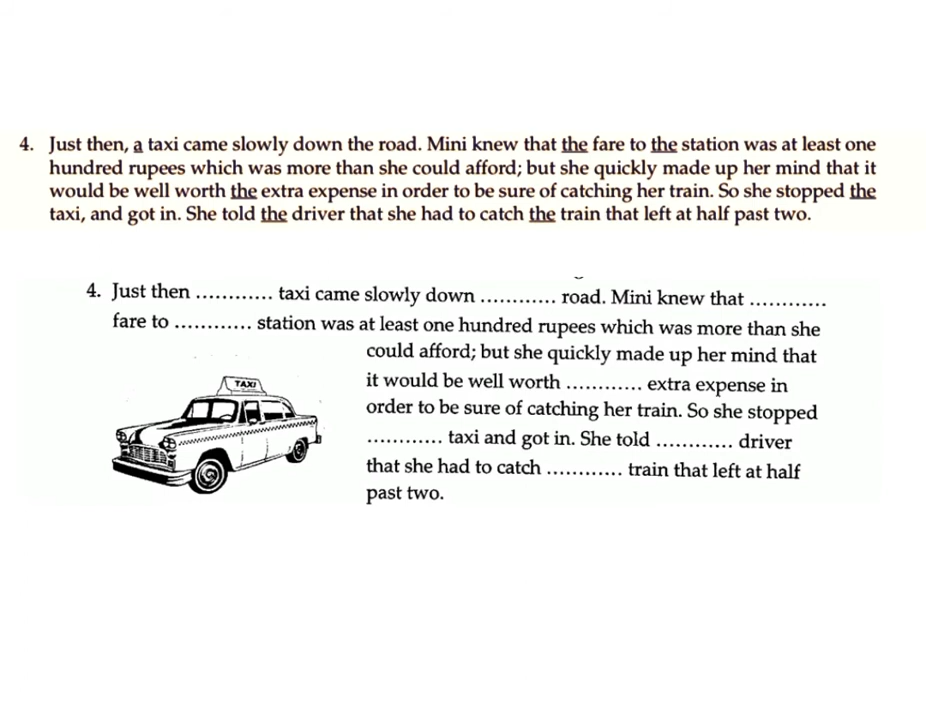 4. Just then, a taxi came slowly down the road. Mini knew that the fare to the station was at least one
hundred rupees which was more than she could afford; but she quickly made up her mind that it
would be well worth the extra expense in order to be sure of catching her train. So she stopped the
taxi, and got in. She told the driver that she had to catch the train that left at half past two.
4. Just then ............ taxi came slowly down ............ road. Mini knew that ............
fare to ............ station was at least one hundred rupees which was more than she
could afford; but she quickly made up her mind that
it would be well worth ............ extra expense in
order to be sure of catching her train. So she stopped
............ taxi and got in. She told ............ driver
that she had to catch ............ train that left at half
past two.
TAXI